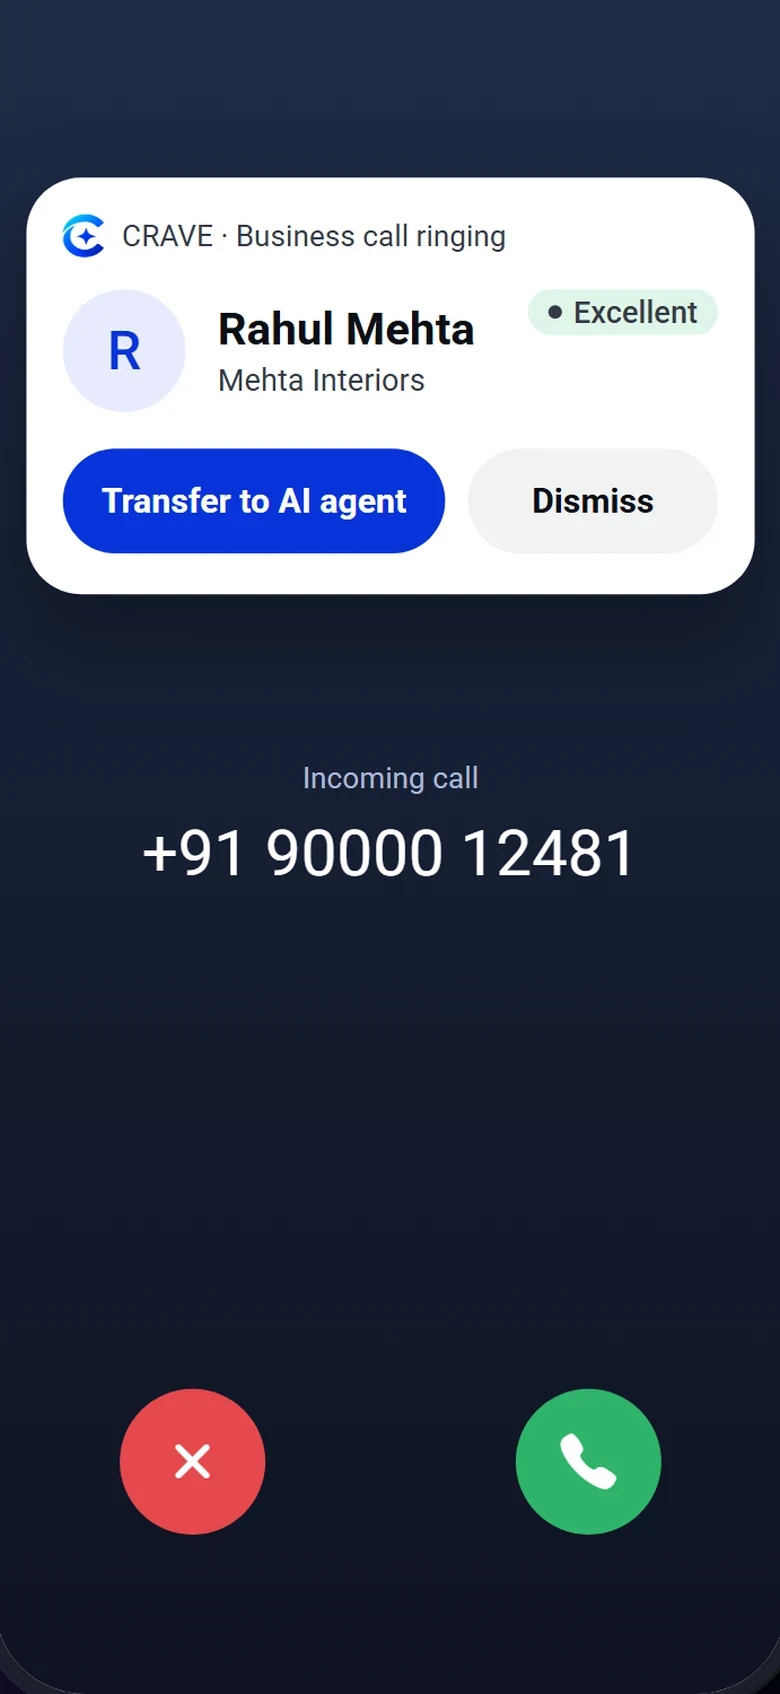 CRAVE · Business call ringing
R
Rahul Mehta
Excellent
Mehta Interiors
Transfer to AI agent
Dismiss
Incoming call
+91 90000 12481